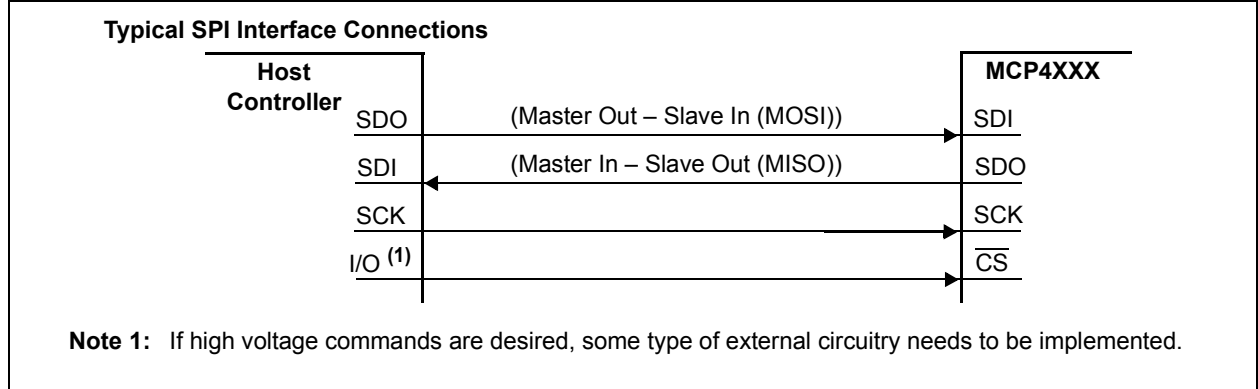 Typical SPI Interface Connections
Host
Controller
MCP4XXX
SDO (Master Out – Slave In (MOSI)) SDI
SDI (Master In – Slave Out (MISO)) SDO
SCK SCK
I/O (1) C̅S̅
Note 1: If high voltage commands are desired, some type of external circuitry needs to be implemented.